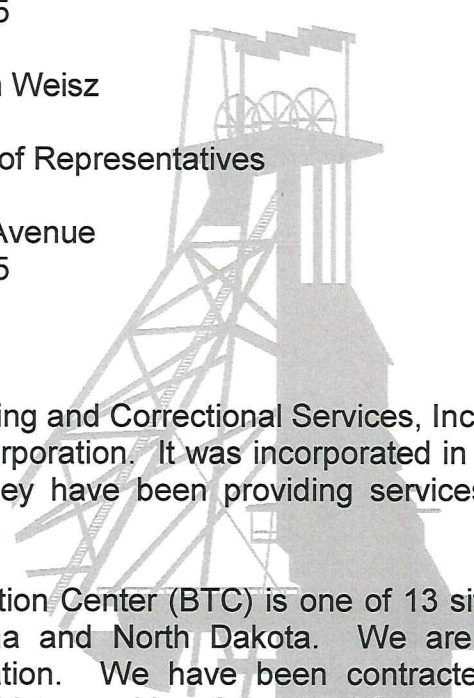 5
Weisz
of Representatives
Avenue
5
ing and Correctional Services, Inc
rporation. It was incorporated in
ey have been providing services
tion Center (BTC) is one of 13 si
na and North Dakota. We are
ation. We have been contracte